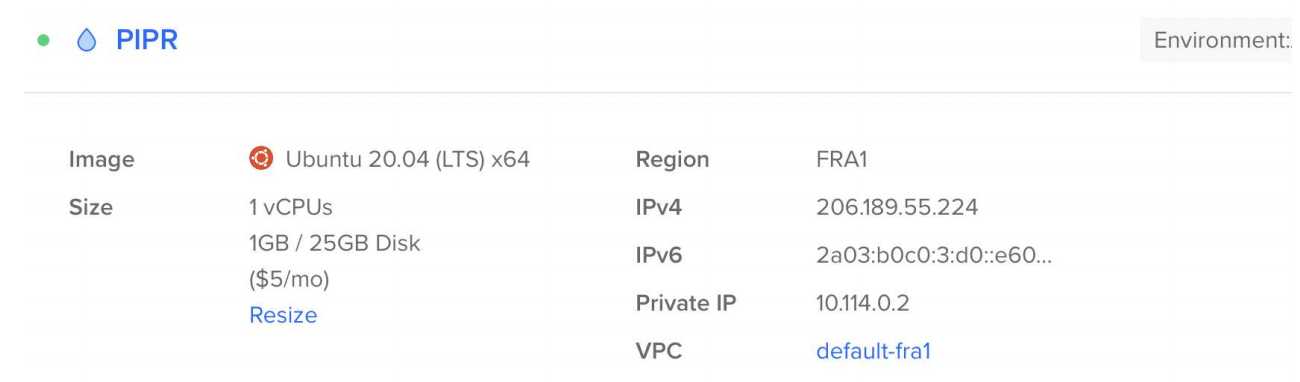 PIPR
Environment:
Image Ubuntu 20.04 (LTS) x64
Size 1 vCPUs
1GB / 25GB Disk
($5/mo)
Resize
Region FRA1
IPv4 206.189.55.224
IPv6 2a03:b0c0:3:d0::e60...
Private IP 10.114.0.2
VPC default-fra1